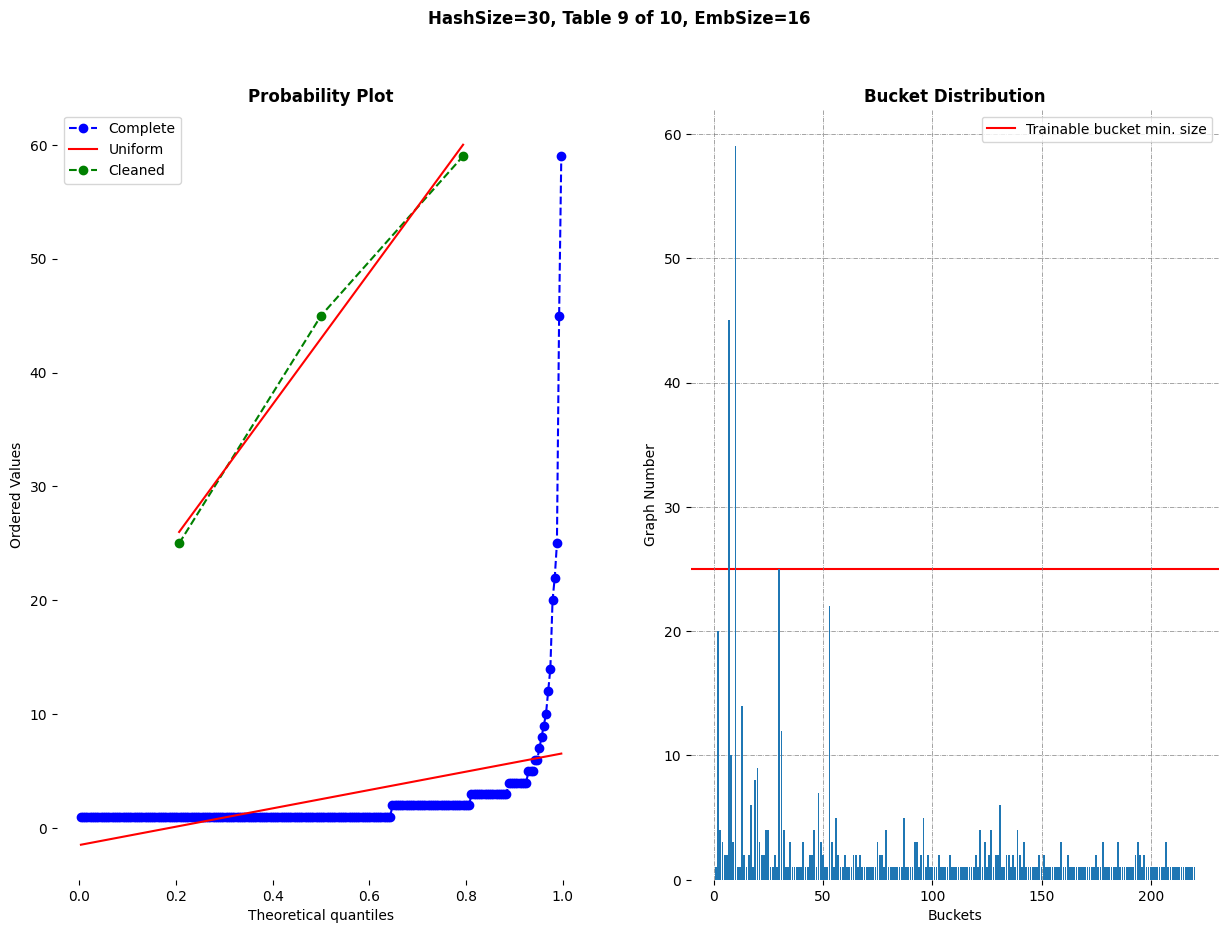 HashSize=30, Table 9 of 10, EmbSize=16
Probability Plot
Complete
Uniform
Cleaned
60
50
40
30
20
10
0
Ordered Values
0.0 0.2 0.4 0.6 0.8 1.0
Theoretical quantiles
Bucket Distribution
Trainable bucket min. size
60
50
40
30
20
10
0
Graph Number
0 50 100 150 200
Buckets